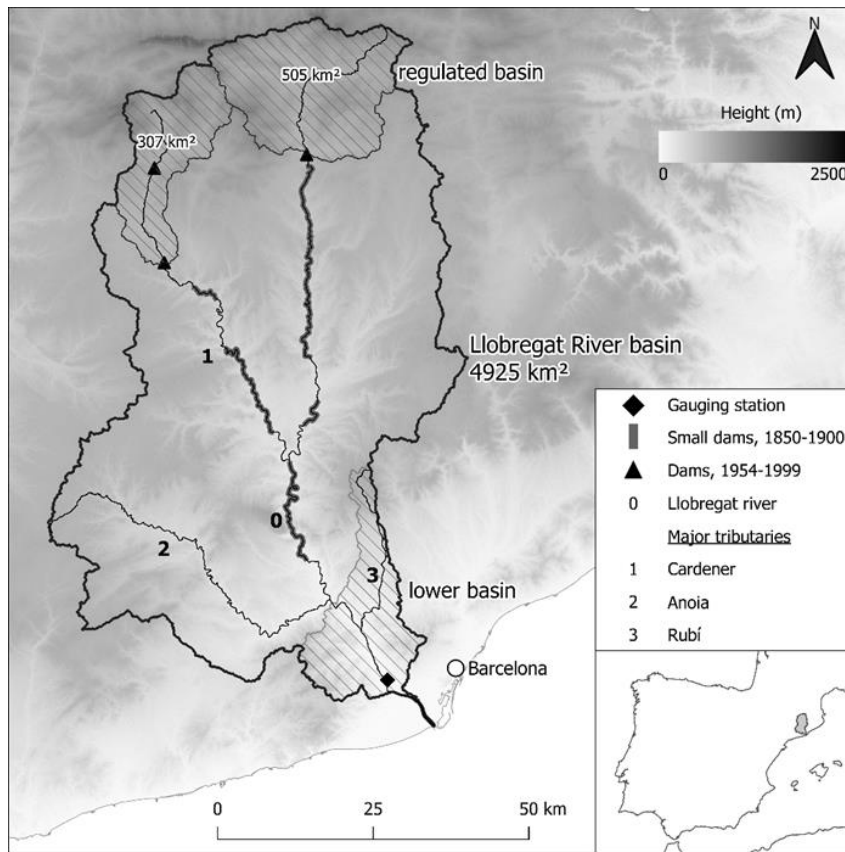 N
505 km²
regulated basin
Height (m)
307 km²
0
2500
1
Llobregat River basin
4925 km²
Gauging station
Small dams, 1850-1900
Dams, 1954-1999
0
Llobregat river
Major tributaries
1
Cardener
2
Anoia
3
Rubí
0
2
3
lower basin
Barcelona
0
25
50 km